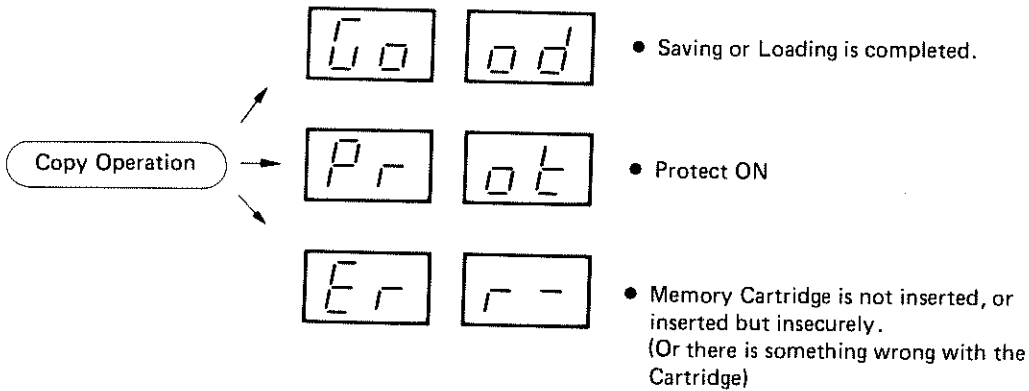 Go od
● Saving or Loading is completed.
Copy Operation
Pr ot
● Protect ON
Er r-
● Memory Cartridge is not inserted, or
inserted but insecurely.
(Or there is something wrong with the
Cartridge)